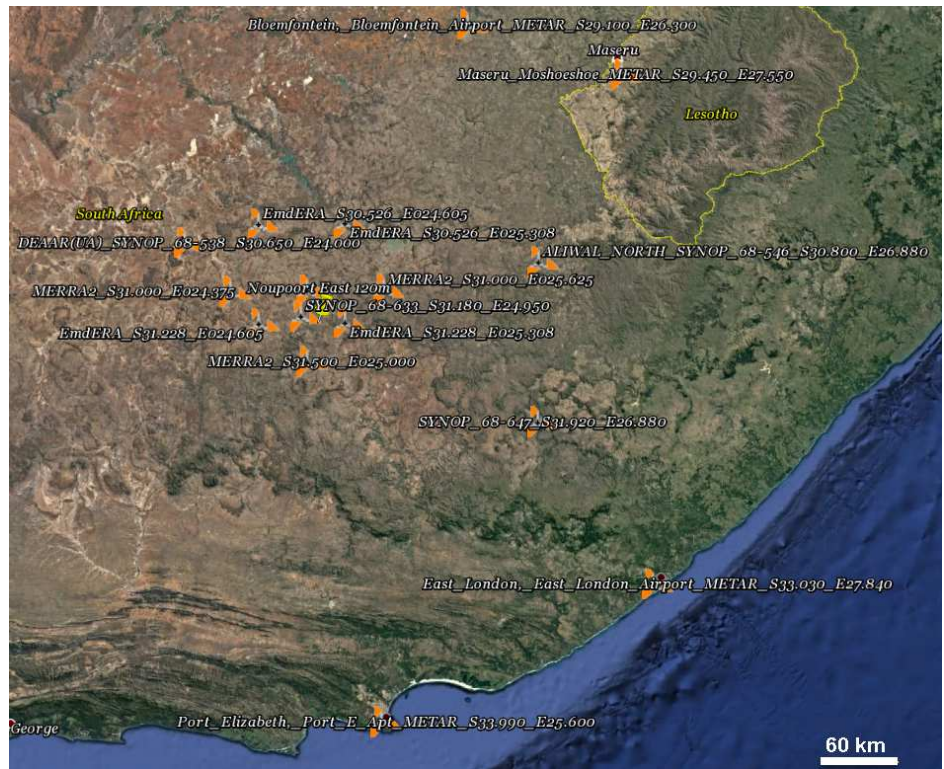 Bloemfontein,_Bloemfontein_Airport_METAR_S29.100_E26.300
Maseru
Maseru_Moshoeshoe_METAR_S29.450_E27.550
Lesotho
South Africa
EmdERA_S30.526_E024.605
EmdERA_S30.526_E025.308
DEAAR(UA)_SYNOP_68-538_S30.650_E24.000
ALIWAL_NORTH_SYNOP_68-546_S30.800_E26.880
MERRA2_S31.000_E025.625
MERRA2_S31.000_E024.375
Noupoort East 120m
SYNOP_68-633_S31.180_E24.950
EmdERA_S31.228_E024.605
EmdERA_S31.228_E025.308
MERRA2_S31.500_E025.000
SYNOP_68-647_S31.920_E26.880
East_London,_East_London_Airport_METAR_S33.030_E27.840
Port_Elizabeth,_Port_E_Apt_METAR_S33.990_E25.600
George
60 km